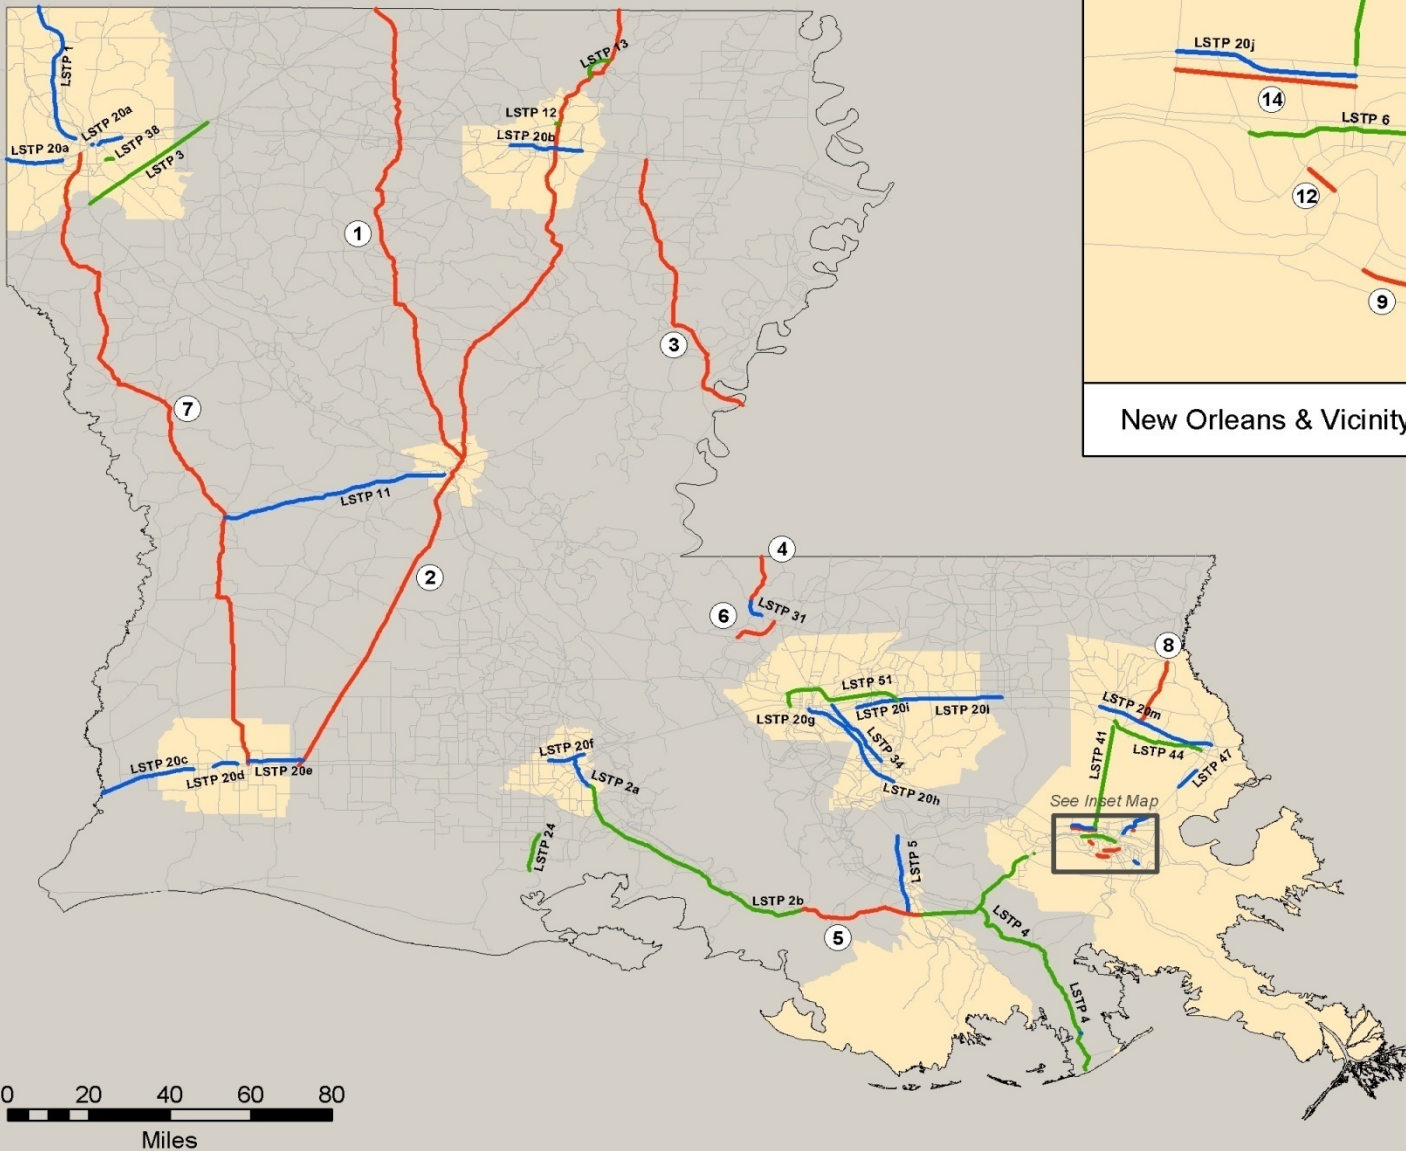 LSTP 1
LSTP 20a
LSTP 38
LSTP 20a
LSTP 3
LSTP 13
LSTP 12
LSTP 20b
LSTP 20j
14
LSTP 6
12
9
New Orleans & Vicinity
1
3
7
LSTP 11
2
4
6
LSTP 31
8
LSTP 51
LSTP 20g
LSTP 20i
LSTP 20l
LSTP 34
LSTP 20h
LSTP 20m
LSTP 41
LSTP 44
LSTP 47
See Inset Map
LSTP 20c
LSTP 20d
LSTP 20e
LSTP 20f
LSTP 2a
LSTP 24
LSTP 5
LSTP 2b
5
LSTP 4
LSTP 4
0 20 40 60 80
Miles